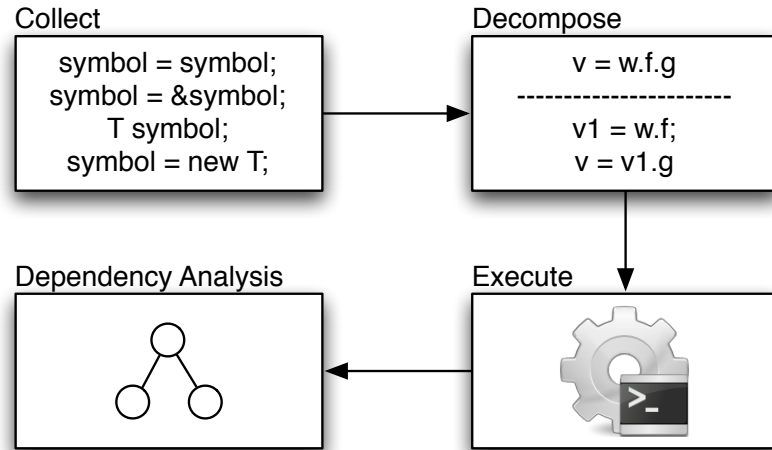 Collect
symbol = symbol;
symbol = &symbol;
T symbol;
symbol = new T;
Decompose
v = w.f.g
-----------------------
v1 = w.f;
v = v1.g
Dependency Analysis
Execute
>_